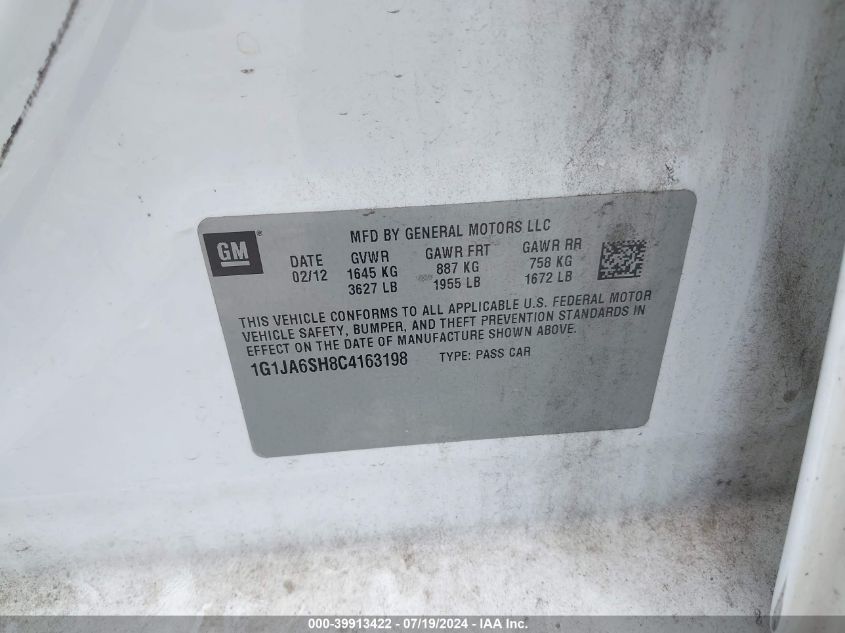 GM®
MFD BY GENERAL MOTORS LLC
DATE GVWR GAWR FRT GAWR RR
02/12 1645 KG 887 KG 758 KG
3627 LB 1955 LB 1672 LB
THIS VEHICLE CONFORMS TO ALL APPLICABLE U.S. FEDERAL MOTOR
VEHICLE SAFETY, BUMPER, AND THEFT PREVENTION STANDARDS IN
EFFECT ON THE DATE OF MANUFACTURE SHOWN ABOVE.
1G1JA6SH8C4163198 TYPE: PASS CAR
000-39913422 - 07/19/2024 - IAA Inc.